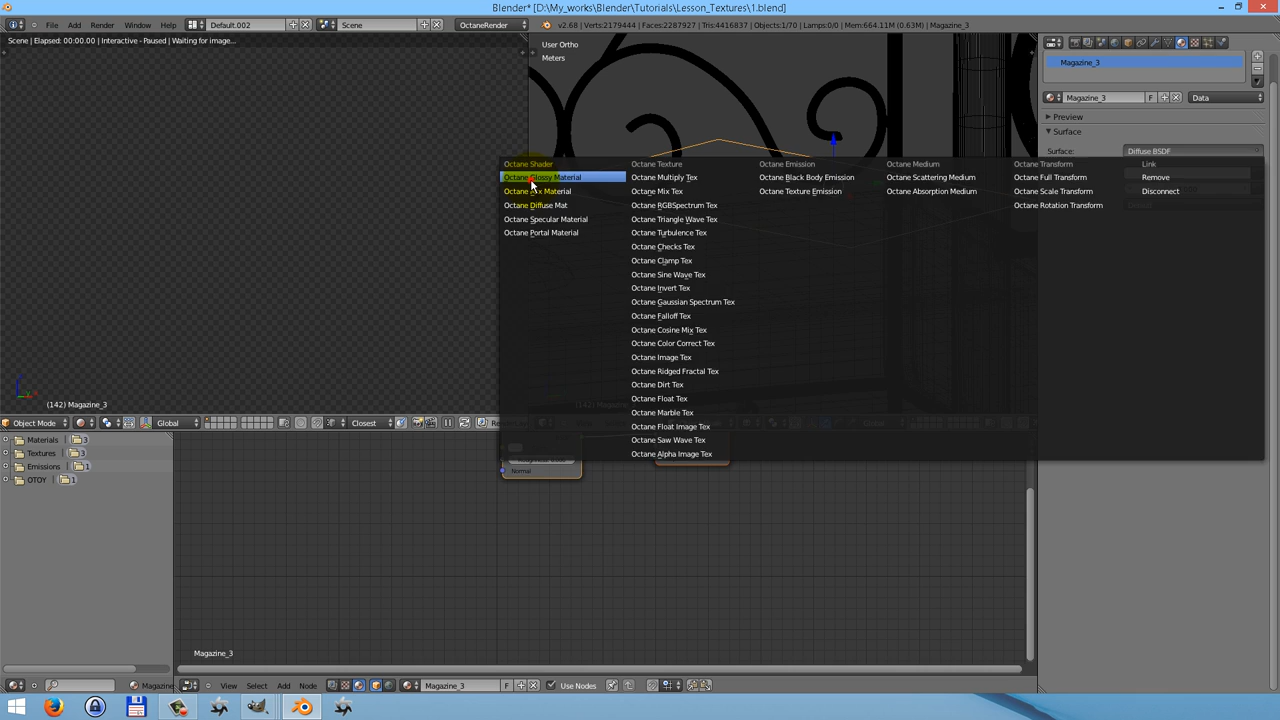 Blender* [D:\My_works\Blender\Tutorials\Lesson_Textures\1.blend]
File Add Render Window Help Default.002 Scene OctaneRender v2.68 | Verts:2179444 | Faces:2287927 | Tris:4416837 | Objects:1/70 | Lamps:0/0 | Mem:664.11M (0.63M) | Magazine_3
Scene | Elapsed: 00:00.00 | Interactive - Paused | Waiting for image...
User Ortho
Meters
Magazine_3
Magazine_3 F Data
Preview
Surface
Surface: Diffuse BSDF
Octane Shader Octane Texture Octane Emission Octane Medium Octane Transform Link
Octane Glossy Material Octane Multiply Tex Octane Black Body Emission Octane Scattering Medium Octane Full Transform Remove
Octane Mix Material Octane Mix Tex Octane Texture Emission Octane Absorption Medium Octane Scale Transform Disconnect
Octane Diffuse Mat Octane RGBSpectrum Tex Octane Rotation Transform
Octane Specular Material Octane Triangle Wave Tex
Octane Portal Material Octane Turbulence Tex
Octane Checks Tex
Octane Clamp Tex
Octane Sine Wave Tex
Octane Invert Tex
Octane Gaussian Spectrum Tex
Octane Falloff Tex
Octane Cosine Mix Tex
Octane Color Correct Tex
Octane Image Tex
Octane Ridged Fractal Tex
Octane Dirt Tex
Octane Float Tex
Octane Marble Tex
Octane Float Image Tex
Octane Saw Wave Tex
Octane Alpha Image Tex
(142) Magazine_3
Object Mode Global Closest
Materials 3
Textures 3
Emissions 1
OTOY 1
Normal
Magazine_3
Magazine View Select Add Node Magazine_3 F Use Nodes